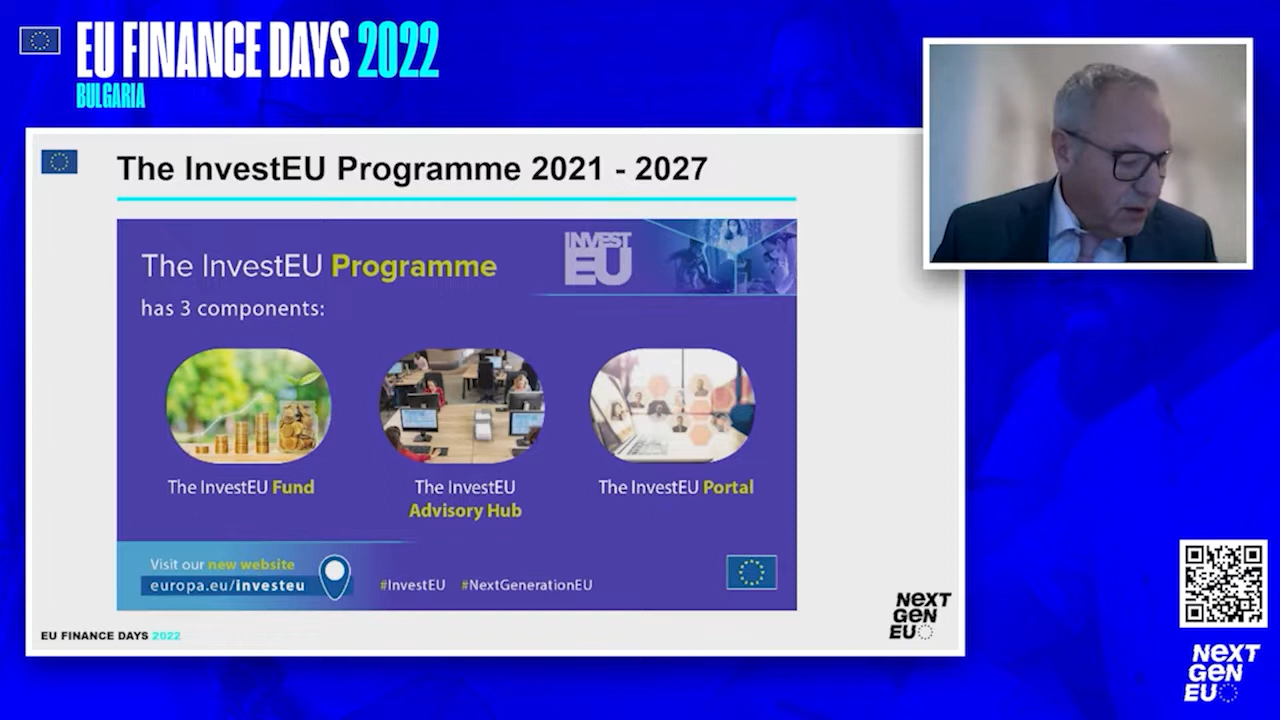 EU FINANCE DAYS 2022
BULGARIA
The InvestEU Programme 2021 - 2027
INVEST
EU
The InvestEU Programme
has 3 components:
The InvestEU Fund
The InvestEU
Advisory Hub
The InvestEU Portal
Visit our new website
europa.eu/investeu
#InvestEU #NextGenerationEU
NEXT
GEN
EU
EU FINANCE DAYS 2022
NEXT
GEN
EU